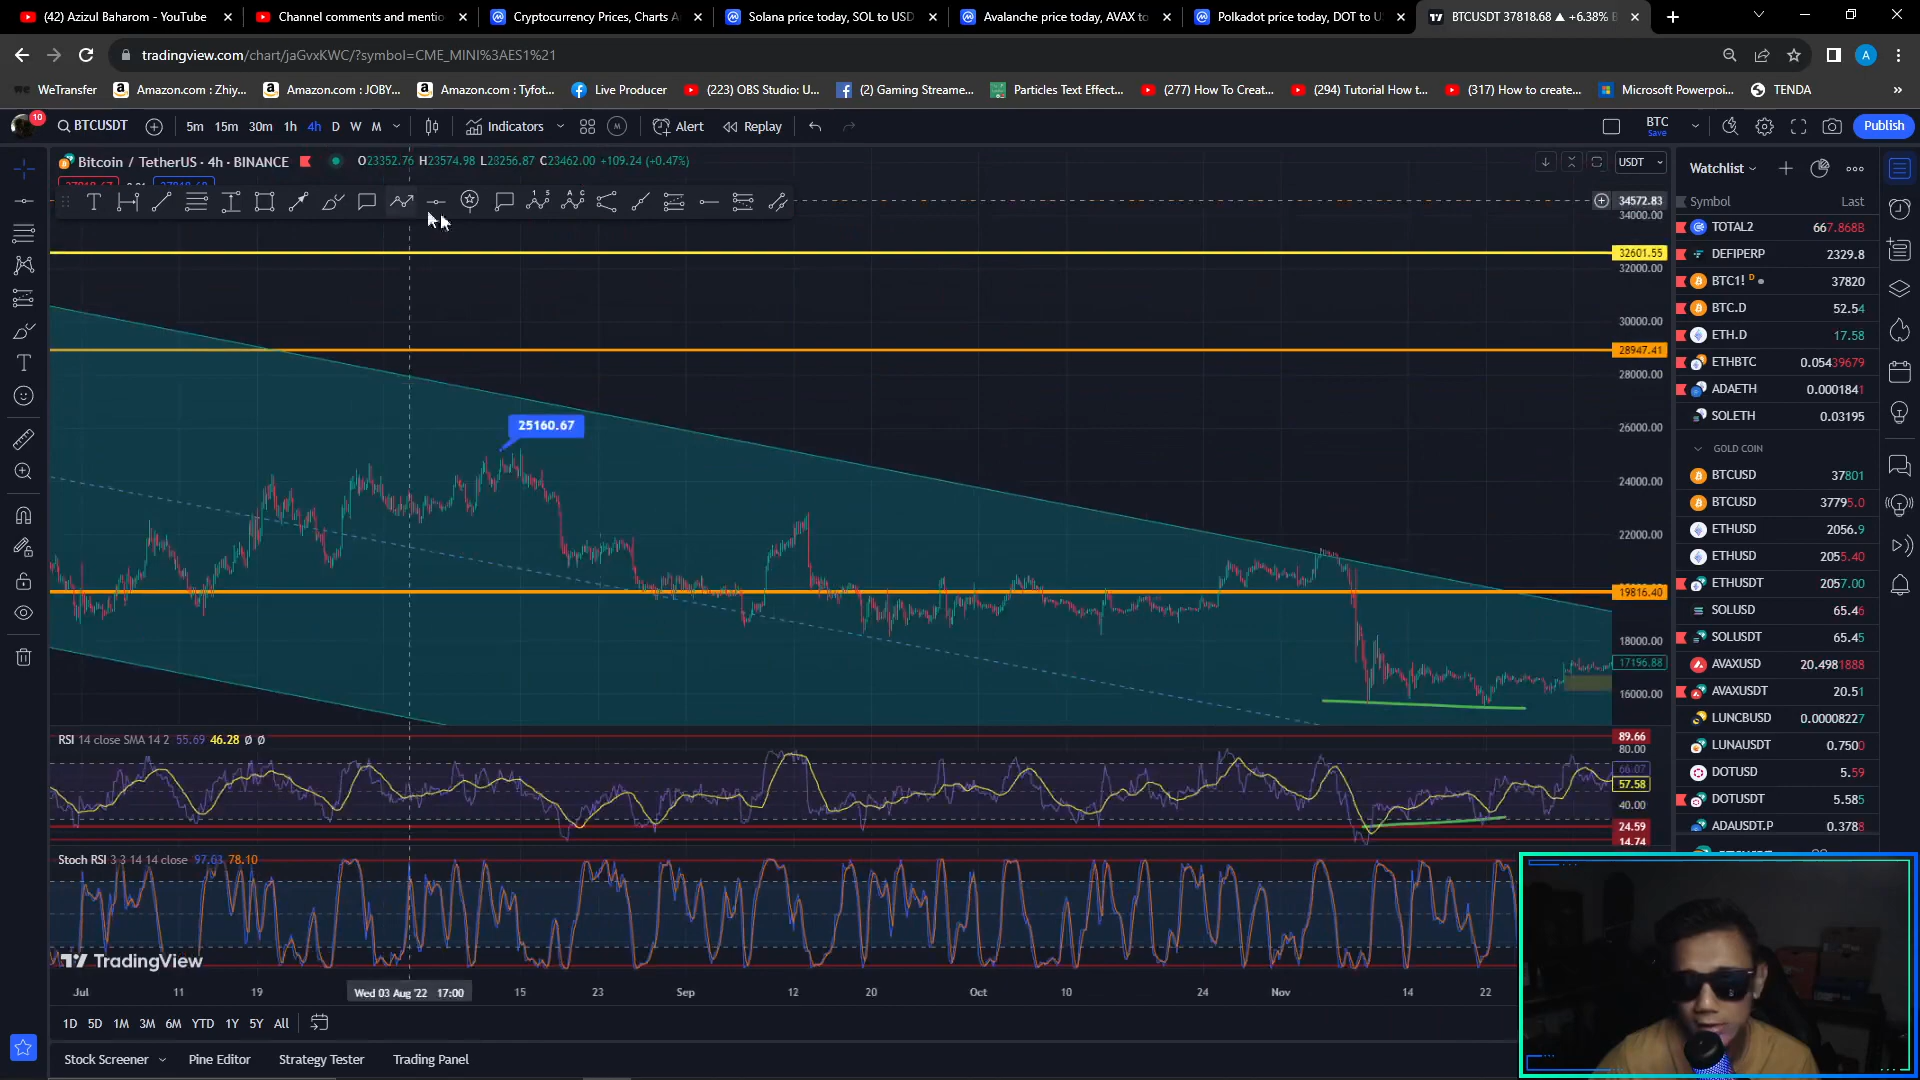 (42) Azizul Baharom - YouTube
Channel comments and mentio
Cryptocurrency Prices, Charts A
Solana price today, SOL to USD
Avalanche price today, AVAX to
Polkadot price today, DOT to U
BTCUSDT 37818.68 ▲ +6.38%
tradingview.com/chart/jaGvxKWC/?symbol=CME_MINI%3AES1%21
WeTransfer
Amazon.com : Zhiy...
Amazon.com : JOBY...
Amazon.com : Tyfot...
Live Producer
(223) OBS Studio: U...
(2) Gaming Streame...
Particles Text Effect...
(277) How To Creat...
(294) Tutorial How t...
(317) How to create...
Microsoft Powerpoi...
TENDA
10
BTCUSDT
5m 15m 30m 1h 4h D W M
Indicators
Alert
Replay
BTC
Save
Publish
Bitcoin / TetherUS · 4h · BINANCE
O23352.76 H23574.98 L23256.87 C23462.00 +109.24 (+0.47%)
USDT
34572.83
34000.00
32601.55
32000.00
30000.00
28947.41
28000.00
26000.00
24000.00
22000.00
19816.40
18000.00
17196.88
16000.00
25160.67
RSI 14 close SMA 14 2 55.69 46.28 Ø Ø
89.66
80.00
66.07
57.58
40.00
24.59
14.74
Stoch RSI 3 3 14 14 close 97.03 78.10
TradingView
Jul 11 19 Wed 03 Aug '22 17:00 15 23 Sep 12 20 Oct 10 24 Nov 14 22
1D 5D 1M 3M 6M YTD 1Y 5Y All
Stock Screener
Pine Editor
Strategy Tester
Trading Panel
Watchlist
Symbol Last
TOTAL2 667.868B
DEFIPERP 2329.8
BTC1! D 37820
BTC.D 52.54
ETH.D 17.58
ETHBTC 0.05439679
ADAETH 0.0001841
SOLETH 0.03195
GOLD COIN
BTCUSD 37801
BTCUSD 37795.0
ETHUSD 2056.9
ETHUSD 2055.40
ETHUSDT 2057.00
SOLUSD 65.46
SOLUSDT 65.45
AVAXUSD 20.4981888
AVAXUSDT 20.51
LUNCBUSD 0.00008227
LUNAUSDT 0.7500
DOTUSD 5.59
DOTUSDT 5.585
ADAUSDT.P 0.3788